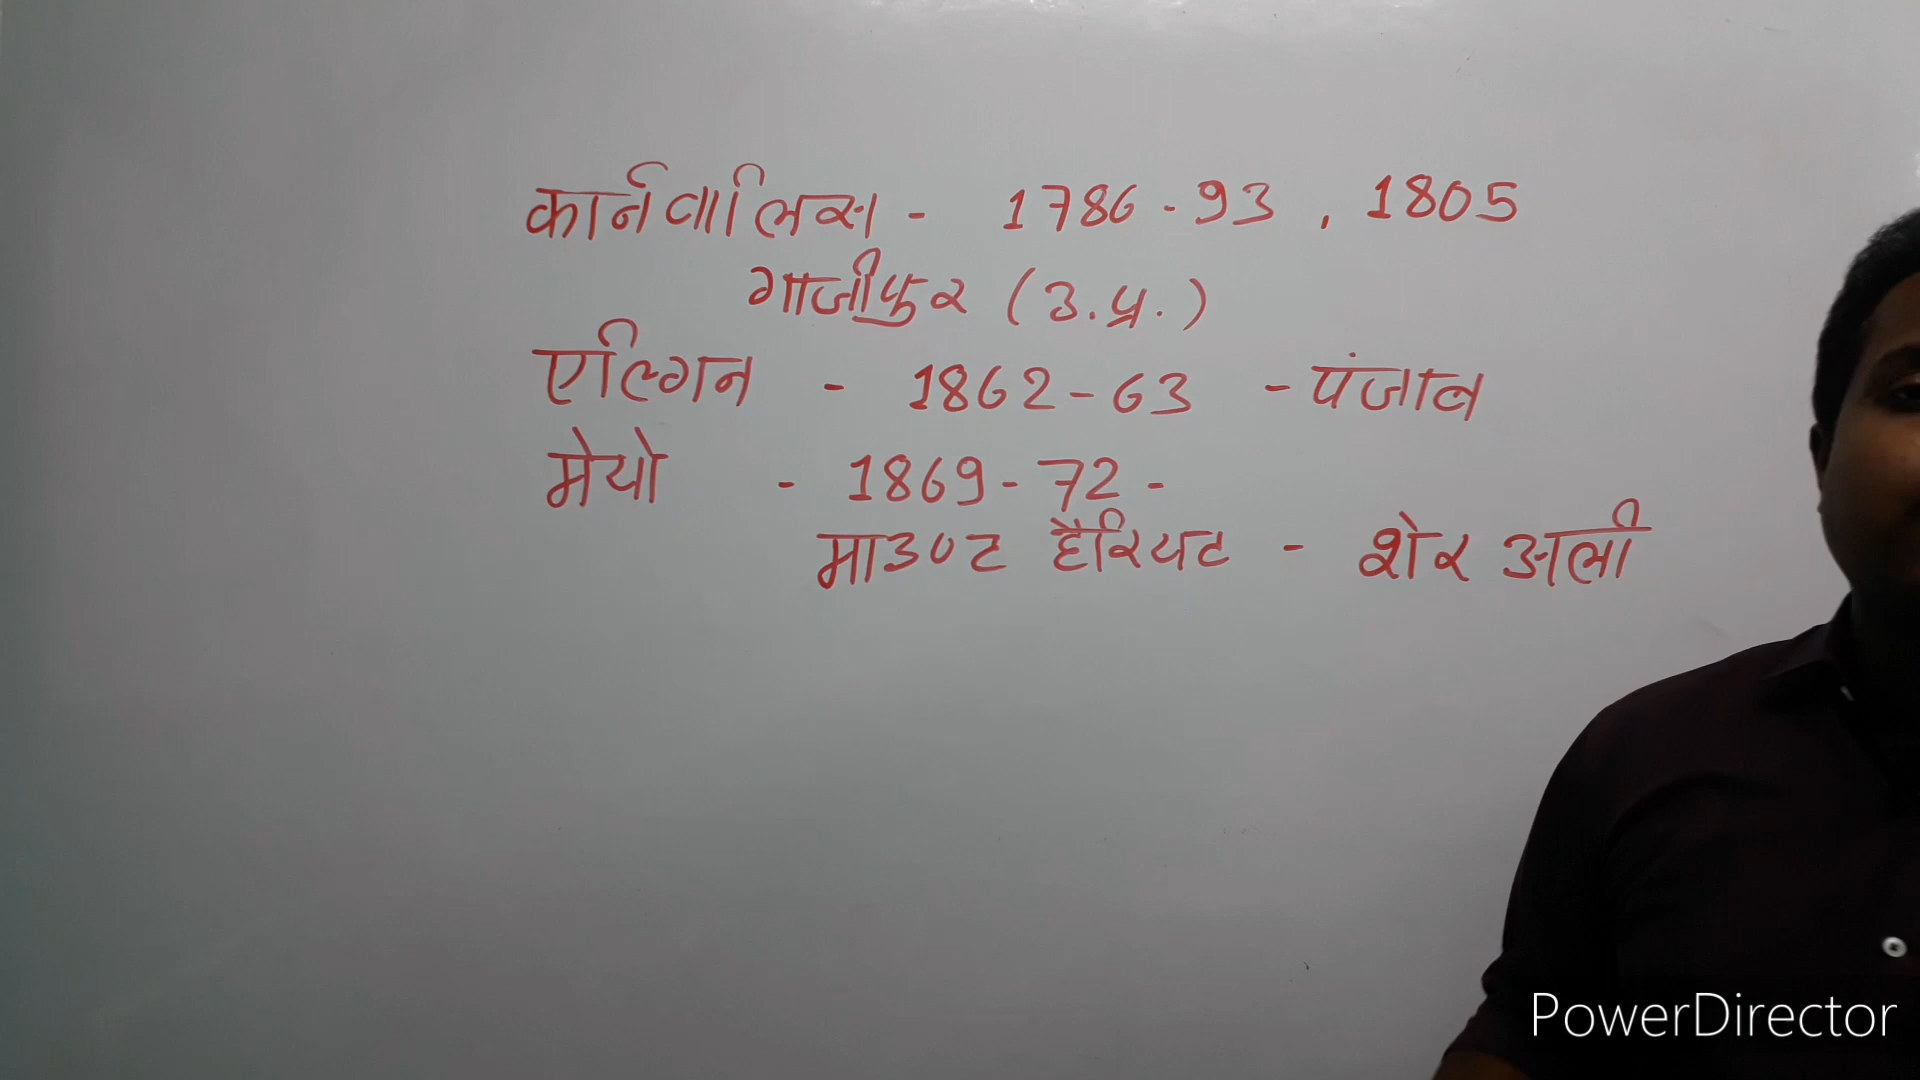 कार्नवालिस - 1786-93, 1805
गाजीपुर (उ.प्र.)
एल्गिन - 1862-63 - पंजाब
मेयो - 1869-72 -
माउण्ट हैरियट - शेर अली
PowerDirector